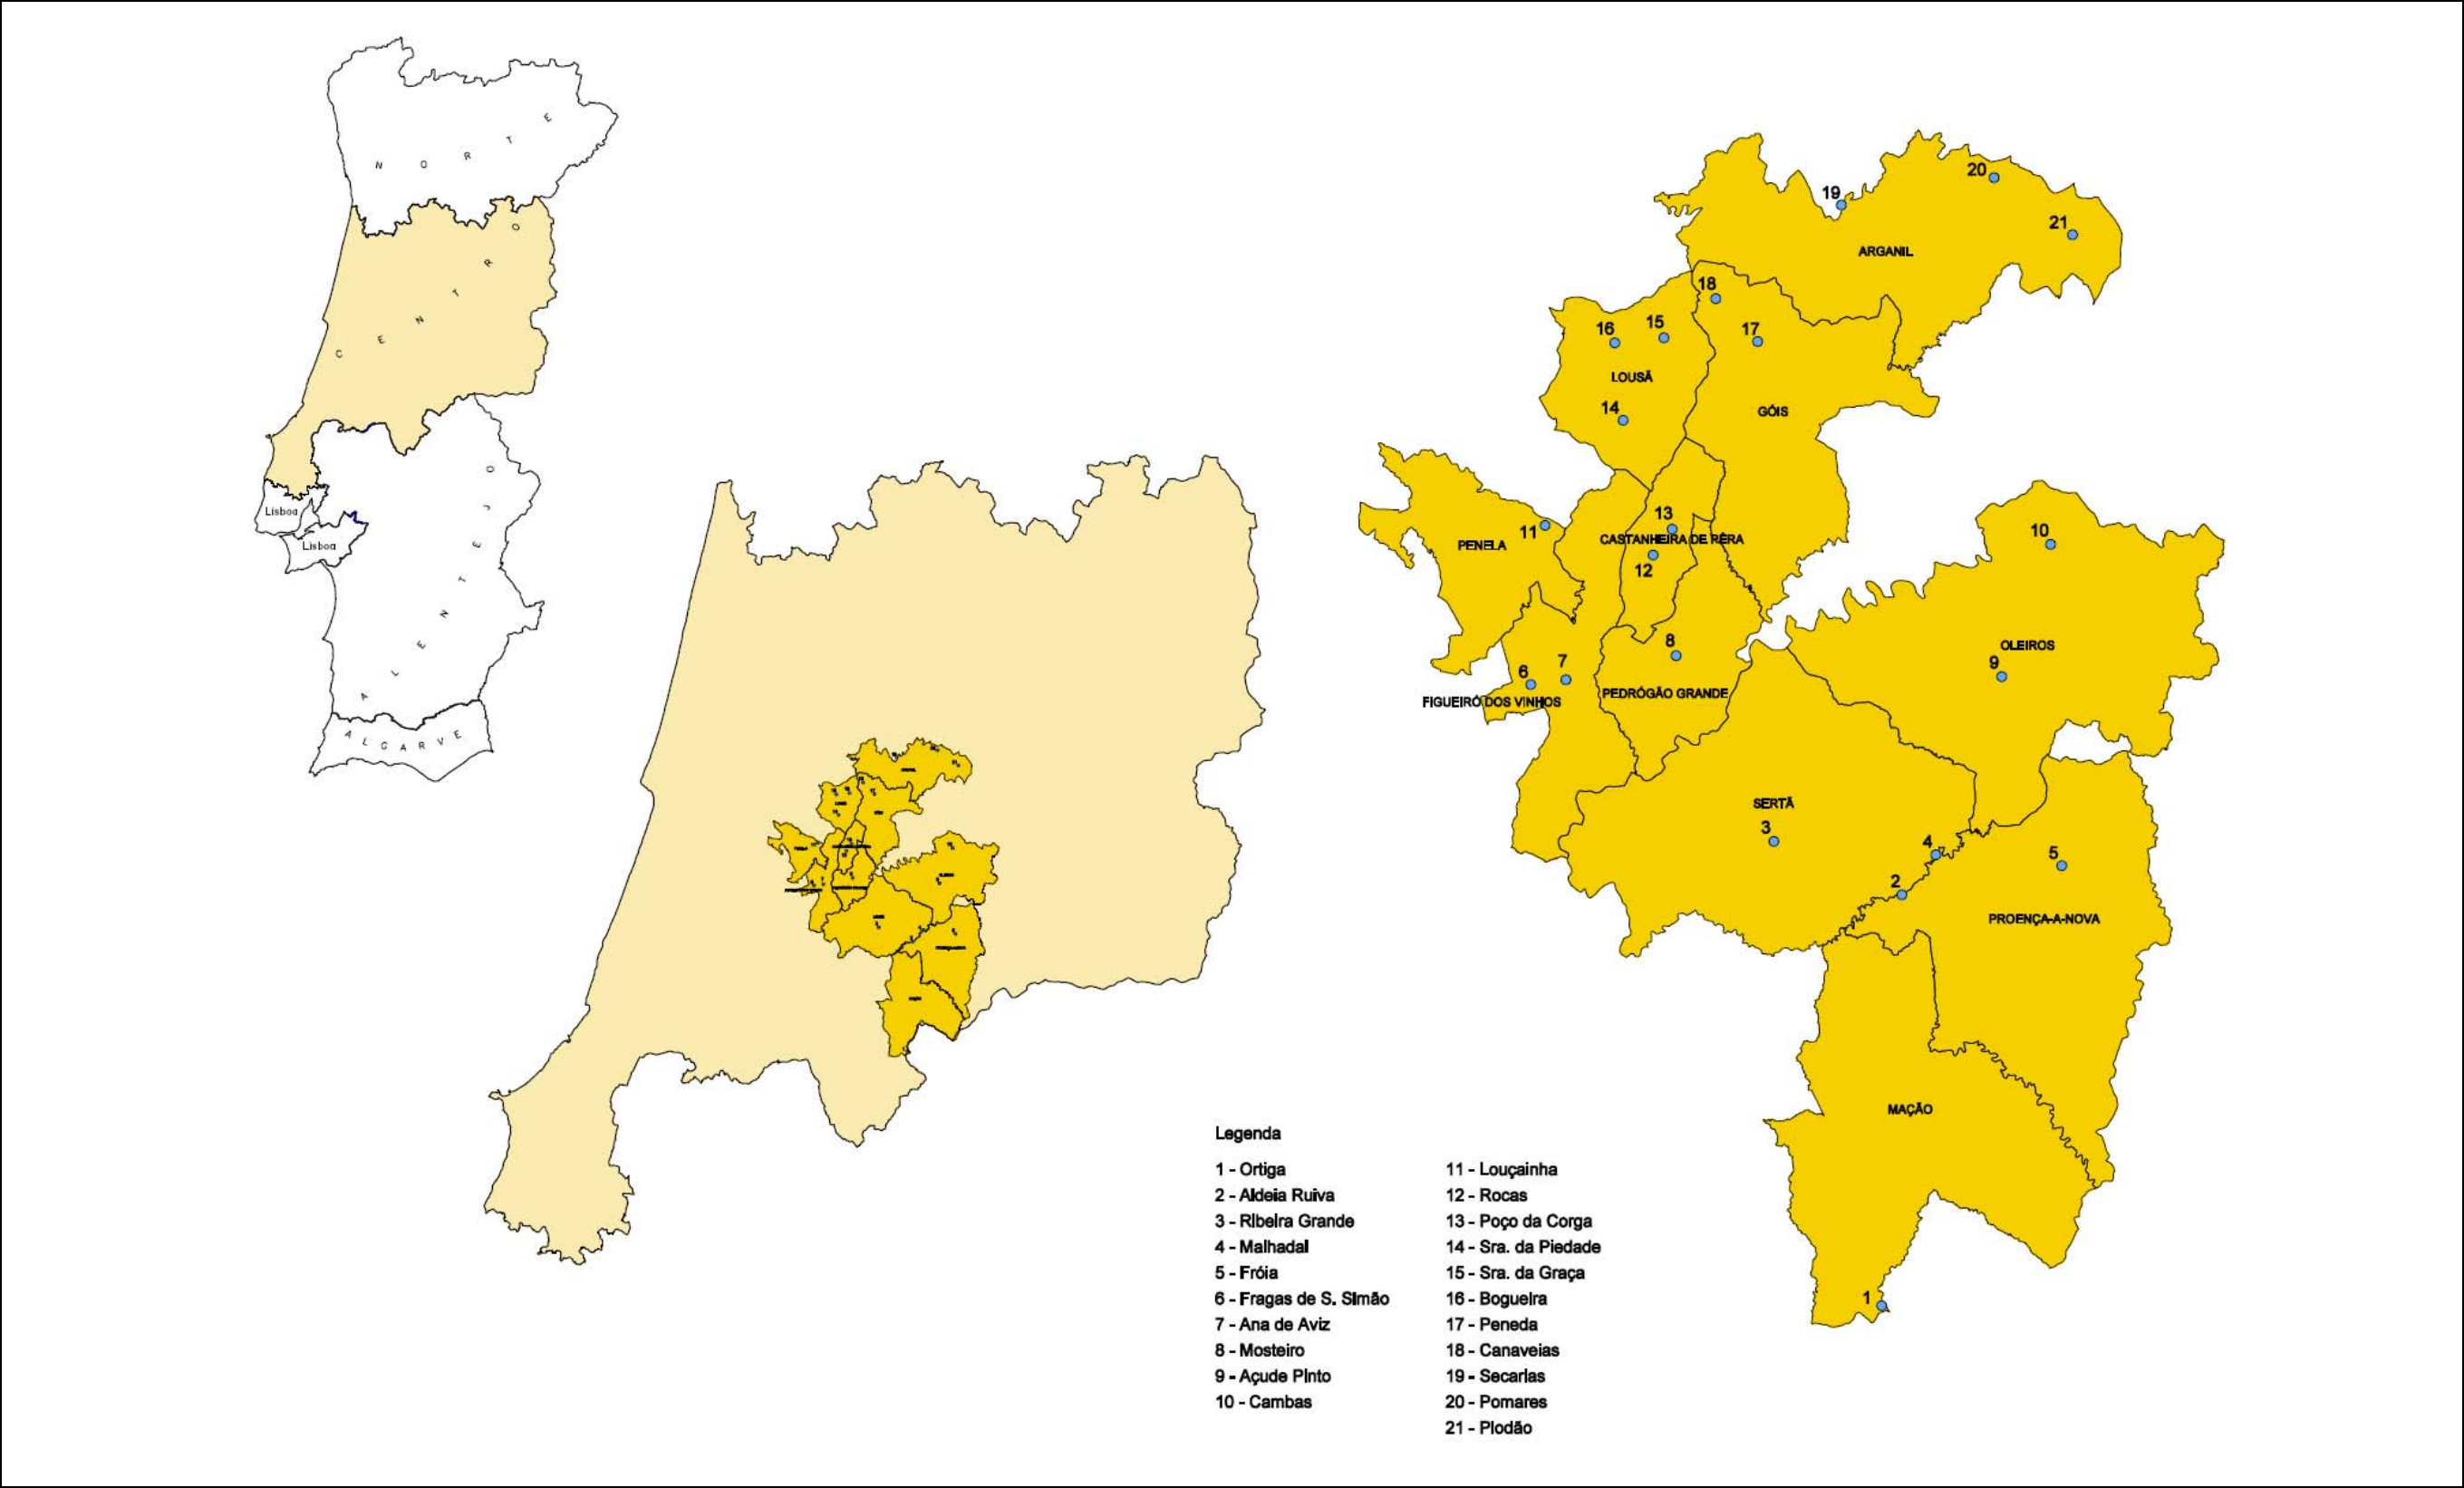 N O R T E
C E N T R O
Lisboa
Lisboa
A L E N T E J O
A L G A R V E
19
20
21
ARGANIL
18
16
15
17
LOUSÃ
GÓIS
14
13
11
PENELA
CASTANHEIRA DE PÊRA
12
10
8
OLEIROS
7
6
9
FIGUEIRÓ DOS VINHOS
PEDRÓGÃO GRANDE
SERTÃ
3
4
5
2
PROENÇA-A-NOVA
MAÇÃO
1
Legenda
1 - Ortiga
2 - Aldeia Ruiva
3 - Ribeira Grande
4 - Malhadal
5 - Fróia
6 - Fragas de S. Simão
7 - Ana de Aviz
8 - Mosteiro
9 - Açude Pinto
10 - Cambas
11 - Louçainha
12 - Rocas
13 - Poço da Corga
14 - Sra. da Piedade
15 - Sra. da Graça
16 - Bogueira
17 - Peneda
18 - Canaveias
19 - Secarias
20 - Pomares
21 - Piodão